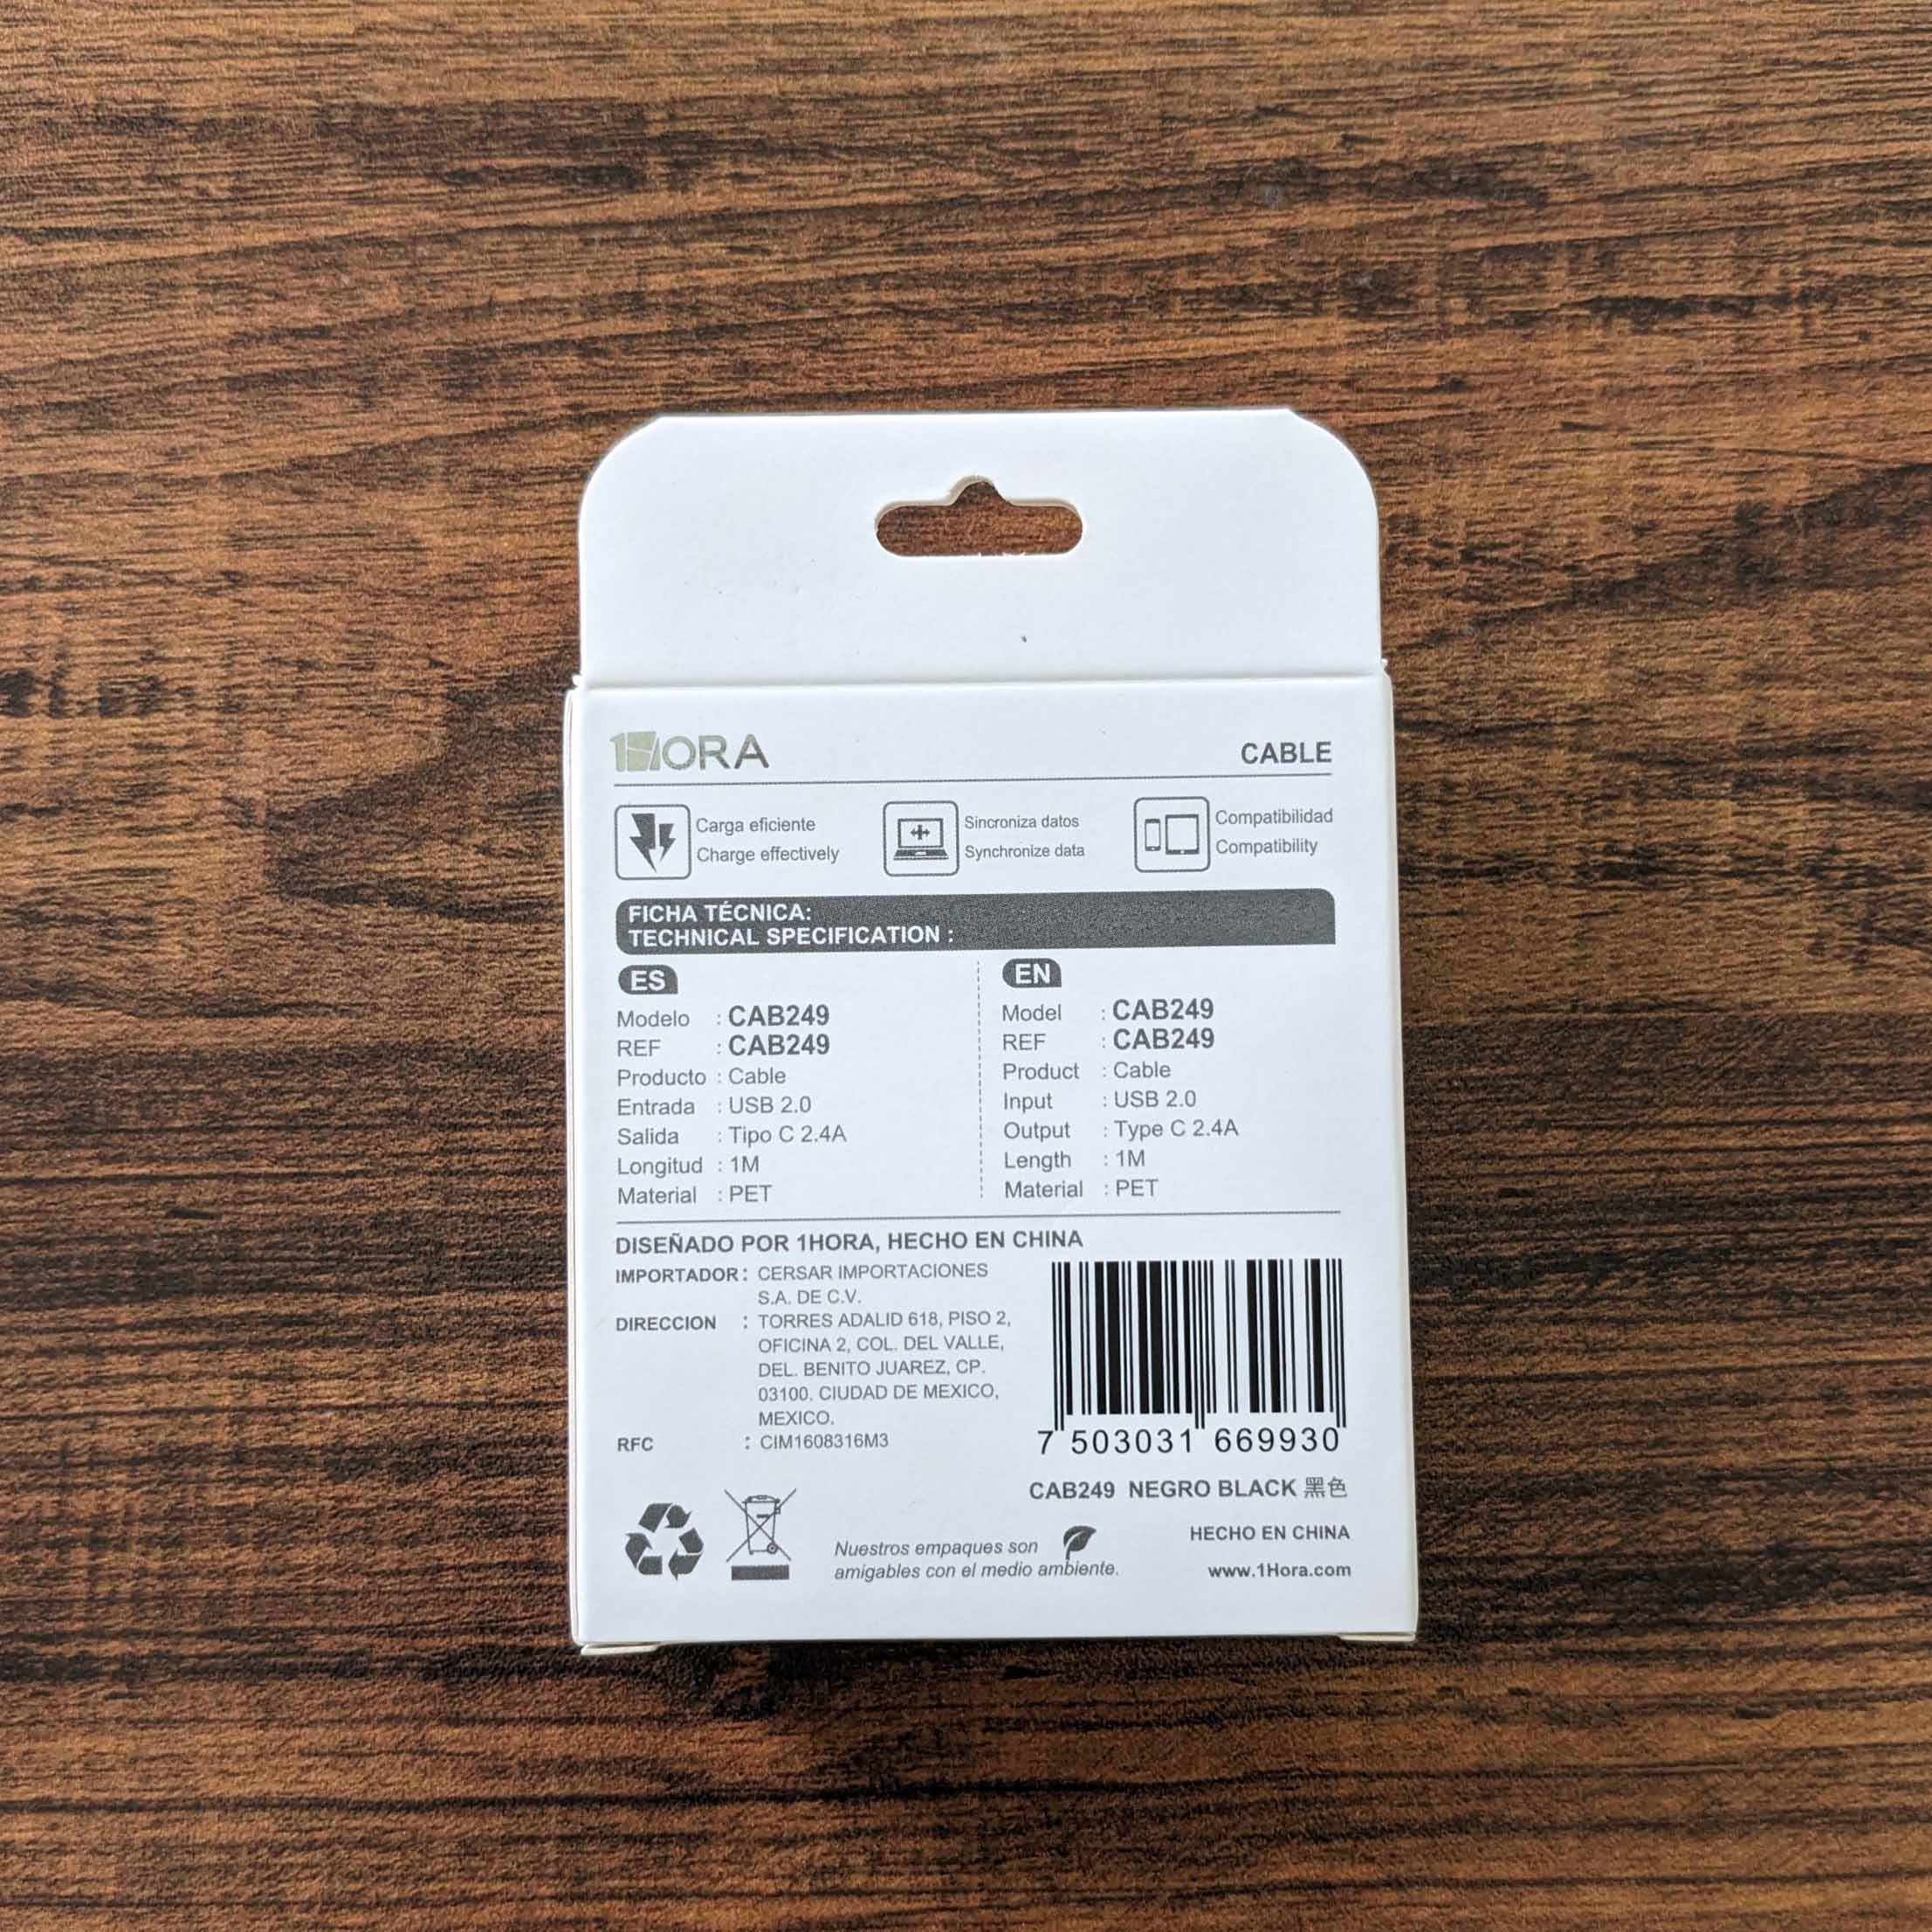 1HORA
CABLE
Carga eficiente
Charge effectively
Sincroniza datos
Synchronize data
Compatibilidad
Compatibility
FICHA TÉCNICA:
TECHNICAL SPECIFICATION :
ES
Modelo : CAB249
REF : CAB249
Producto : Cable
Entrada : USB 2.0
Salida : Tipo C 2.4A
Longitud : 1M
Material : PET
EN
Model : CAB249
REF : CAB249
Product : Cable
Input : USB 2.0
Output : Type C 2.4A
Length : 1M
Material : PET
DISEÑADO POR 1HORA, HECHO EN CHINA
IMPORTADOR: CERSAR IMPORTACIONES
S.A. DE C.V.
DIRECCION : TORRES ADALID 618, PISO 2,
OFICINA 2, COL. DEL VALLE,
DEL. BENITO JUAREZ, CP.
03100. CIUDAD DE MEXICO,
MEXICO.
RFC : CIM1608316M3
7 503031 669930
CAB249 NEGRO BLACK 黑色
Nuestros empaques son
amigables con el medio ambiente.
HECHO EN CHINA
www.1Hora.com